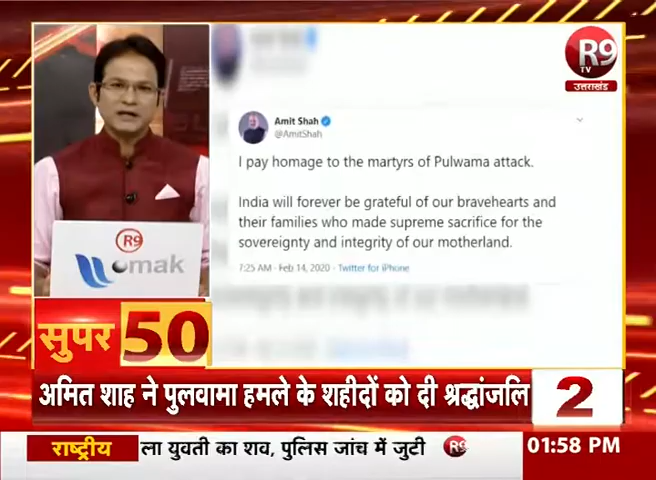 R9
TV
उत्तराखंड
Amit Shah
@AmitShah
I pay homage to the martyrs of Pulwama attack.
India will forever be grateful of our bravehearts and
their families who made supreme sacrifice for the
sovereignty and integrity of our motherland.
7:25 AM - Feb 14, 2020 - Twitter for iPhone
R9
omak
सुपर 50
अमित शाह ने पुलवामा हमले के शहीदों को दी श्रद्धांजलि 2
राष्ट्रीय ला युवती का शव, पुलिस जांच में जुटी R9 01:58 PM